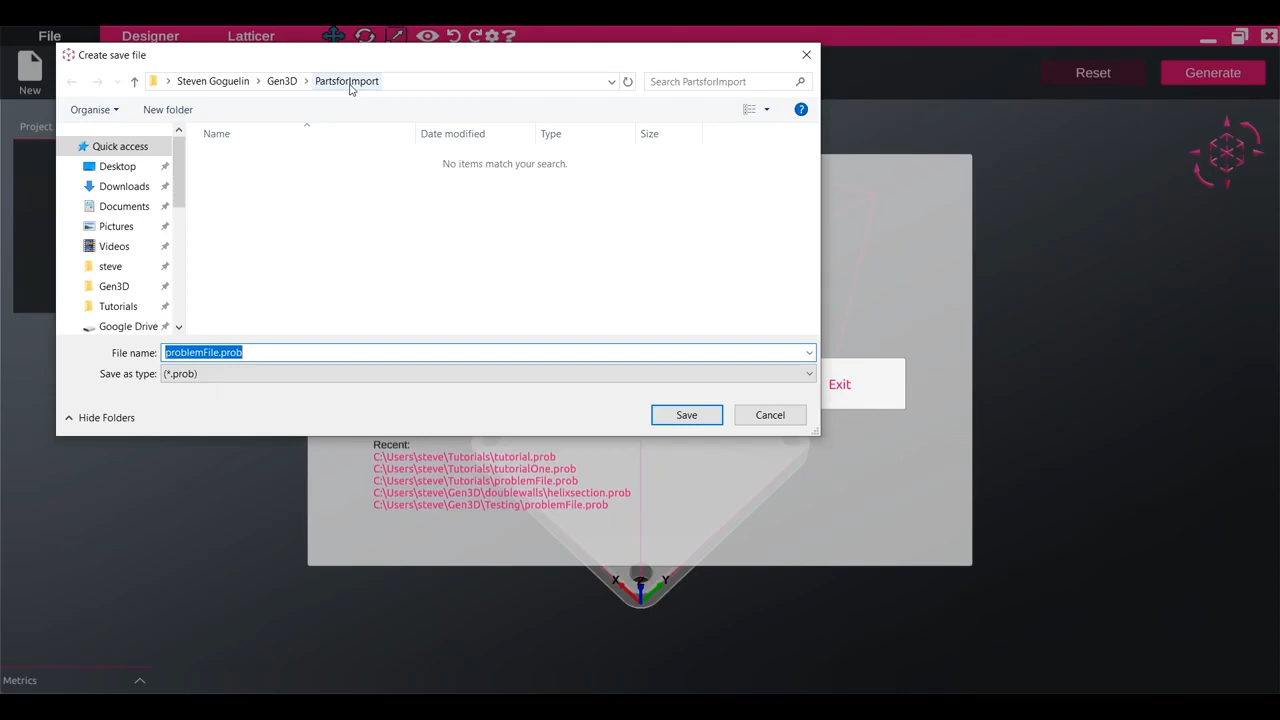 File Designer Latticer
Create save file
Steven Goguelin Gen3D PartsforImport Search PartsforImport
New Reset Generate
Organise New folder
Project
Name Date modified Type Size
Quick access
No items match your search.
Desktop
Downloads
Documents
Pictures
Videos
steve
Gen3D
Tutorials
Google Drive
File name: problemFile.prob
Save as type: (*.prob)
Exit
Hide Folders Save Cancel
Recent:
C:\Users\steve\Tutorials\tutorial.prob
C:\Users\steve\Tutorials\tutorialOne.prob
C:\Users\steve\Tutorials\problemFile.prob
C:\Users\steve\Gen3D\doublewalls\helixsection.prob
C:\Users\steve\Gen3D\Testing\problemFile.prob
X Y
Metrics